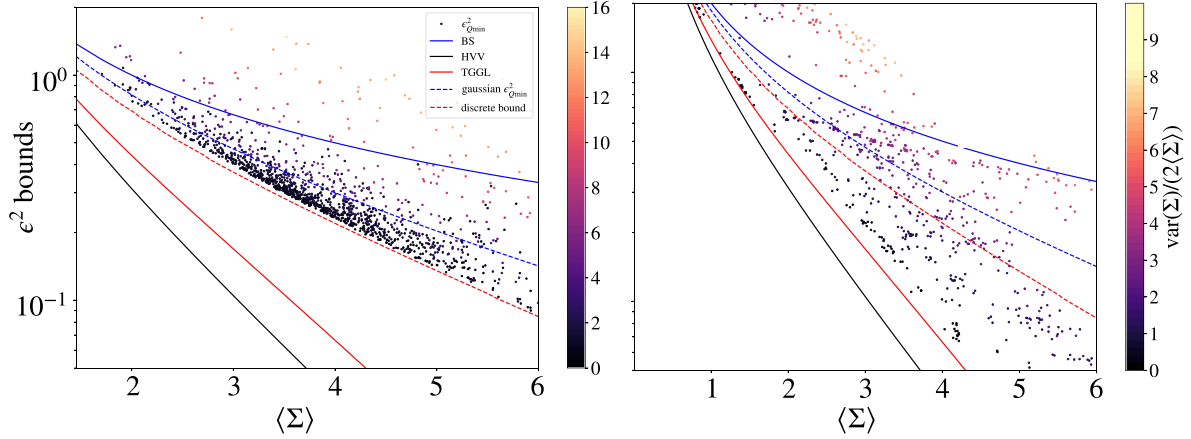 ϵ² bounds
10⁰
10⁻¹
2 3 4 5 6
⟨Σ⟩
ϵ²_Qmin
BS
HVV
TGGL
gaussian ϵ²_Qmin
discrete bound
16
14
12
10
8
6
4
2
0
1 2 3 4 5 6
⟨Σ⟩
9
8
7
6
5
4
3
2
1
0
var(Σ)/(2⟨Σ⟩)